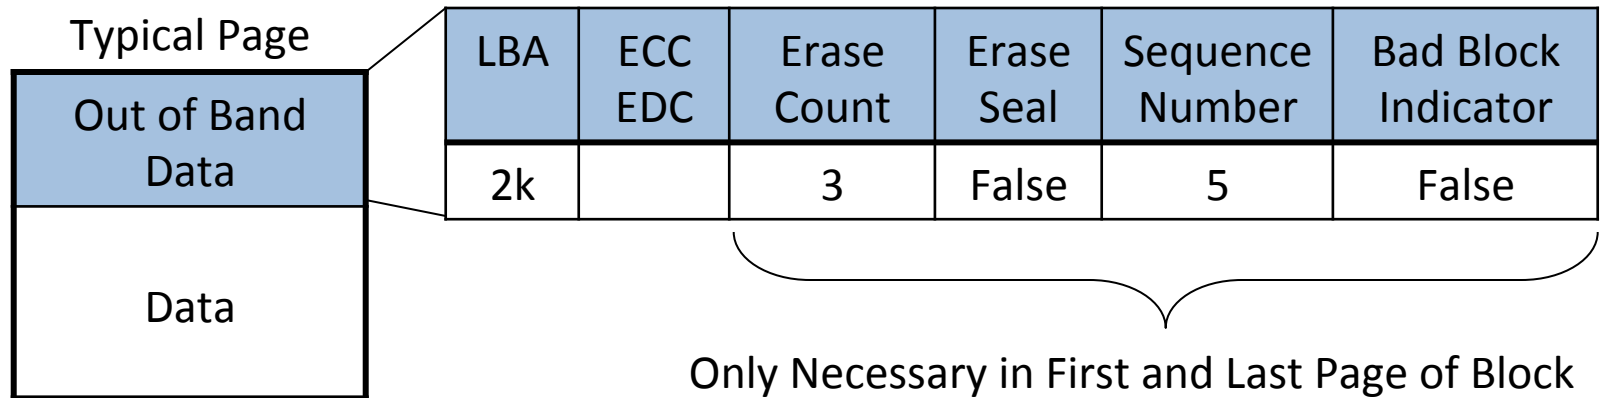 Typical Page
Out of Band
Data
Data
LBA ECC Erase Erase Sequence Bad Block
EDC Count Seal Number Indicator
2k 3 False 5 False
Only Necessary in First and Last Page of Block